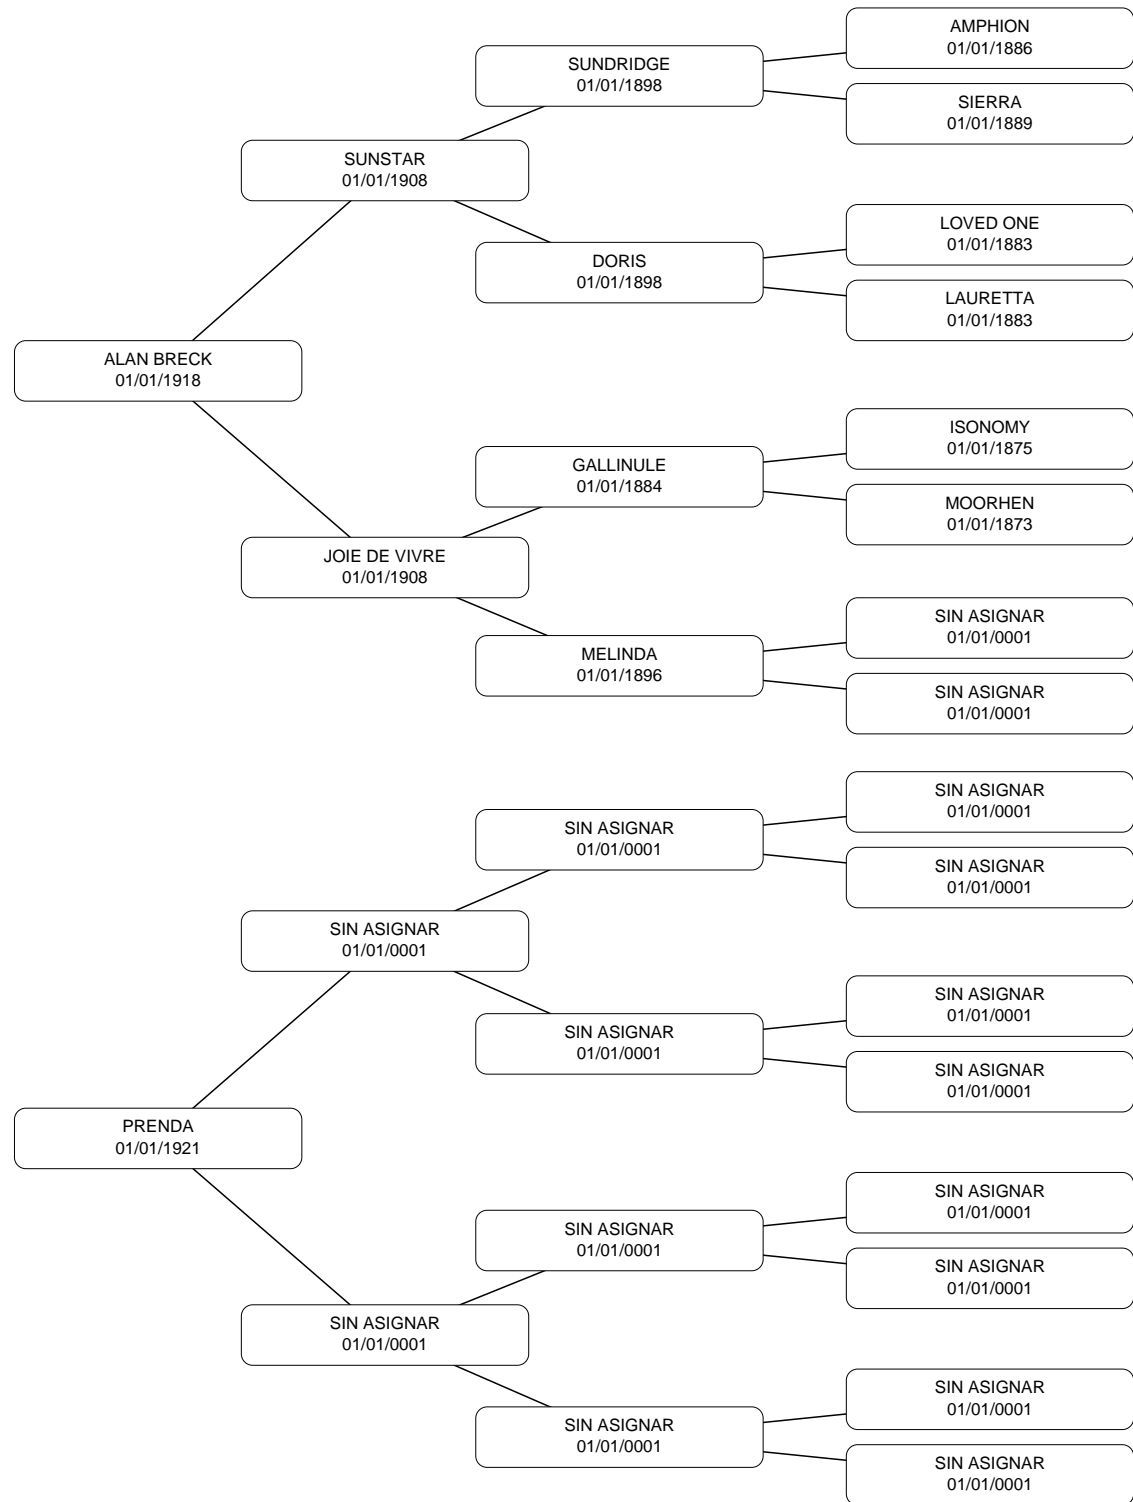 AMPHION
01/01/1886
SUNDRIDGE
01/01/1898
SIERRA
01/01/1889
SUNSTAR
01/01/1908
LOVED ONE
01/01/1883
DORIS
01/01/1898
LAURETTA
01/01/1883
ALAN BRECK
01/01/1918
ISONOMY
01/01/1875
GALLINULE
01/01/1884
MOORHEN
01/01/1873
JOIE DE VIVRE
01/01/1908
SIN ASIGNAR
01/01/0001
MELINDA
01/01/1896
SIN ASIGNAR
01/01/0001
SIN ASIGNAR
01/01/0001
SIN ASIGNAR
01/01/0001
SIN ASIGNAR
01/01/0001
SIN ASIGNAR
01/01/0001
SIN ASIGNAR
01/01/0001
SIN ASIGNAR
01/01/0001
SIN ASIGNAR
01/01/0001
PRENDA
01/01/1921
SIN ASIGNAR
01/01/0001
SIN ASIGNAR
01/01/0001
SIN ASIGNAR
01/01/0001
SIN ASIGNAR
01/01/0001
SIN ASIGNAR
01/01/0001
SIN ASIGNAR
01/01/0001
SIN ASIGNAR
01/01/0001